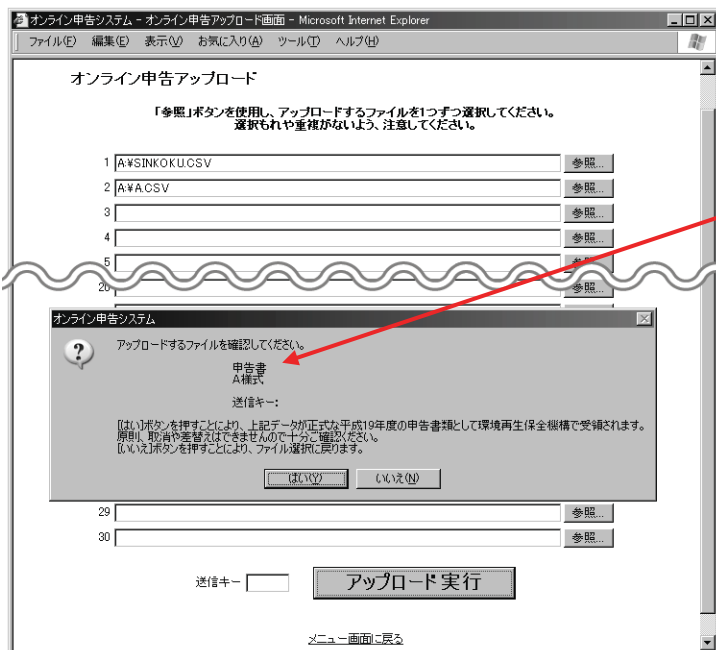 オンライン申告システム - オンライン申告アップロード画面 - Microsoft Internet Explorer
ファイル(F) 編集(E) 表示(V) お気に入り(A) ツール(T) ヘルプ(H)
オンライン申告アップロード
「参照」ボタンを使用し、アップロードするファイルを1つずつ選択してください。
選択もれや重複がないよう、注意してください。
1 A:¥SINKOKU.CSV 参照...
2 A:¥A.CSV 参照...
3 参照...
4 参照...
5 参照...
20 参照...
オンライン申告システム
アップロードするファイルを確認してください。
申告書
A様式
送信キー:
[はい]ボタンを押すことにより、上記データが正式な平成19年度の申告書類として環境再生保全機構で受領されます。
原則、取消や差替えはできませんので十分ご確認ください。
[いいえ]ボタンを押すことにより、ファイル選択に戻ります。
はい(Y) いいえ(N)
29 参照...
30 参照...
送信キー アップロード実行
メニュー画面に戻る